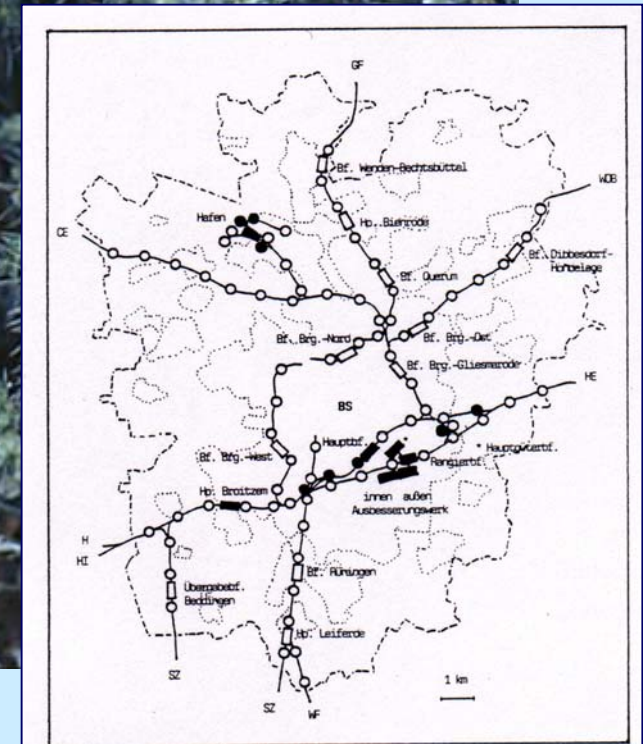 GF
WOB
Bf. Wenden-Bechtsbüttel
Hafen
Hp. Bienrode
CE
Bf. Dibbesdorf-
Hondelage
Bf. Querum
Bf. Brg.-Nord
Bf. Brg.-Ost
Bf. Brg.-Gliesmarode
HE
BS
Hauptbf.
*
* Hauptgüterbf.
Bf. Brg.-West
Rangierbf.
Hp. Broitzem
innen außen
Ausbesserungswerk
H
HI
Bf. Rüningen
Übergabebf.
Beddingen
Hp. Leiferde
SZ
1 km
SZ
WF